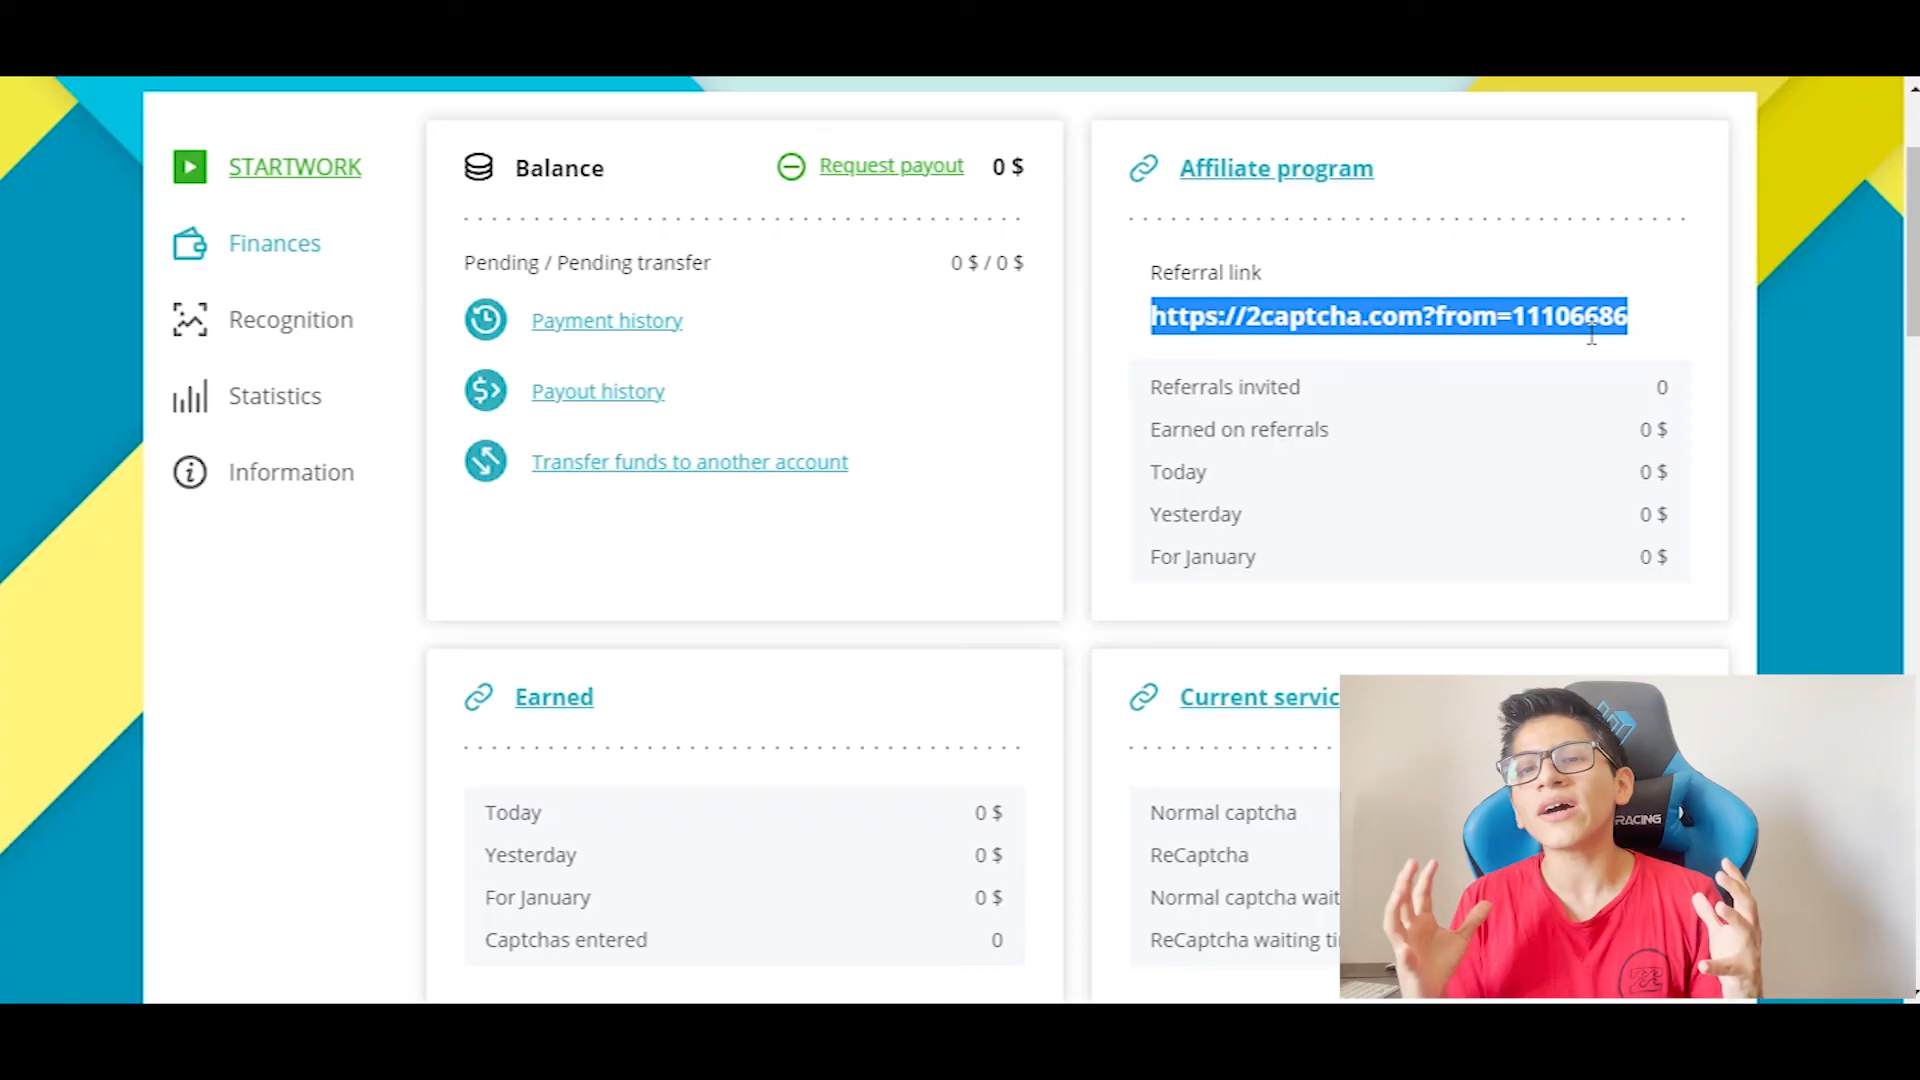 STARTWORK
Finances
Recognition
Statistics
Information
Balance
Request payout
0 $
Pending / Pending transfer
0 $ / 0 $
Payment history
Payout history
Transfer funds to another account
Affiliate program
Referral link
https://2captcha.com?from=11106686
Referrals invited 0
Earned on referrals 0 $
Today 0 $
Yesterday 0 $
For January 0 $
Earned
Today 0 $
Yesterday 0 $
For January 0 $
Captchas entered 0
Current servic
Normal captcha
ReCaptcha
Normal captcha wait
ReCaptcha waiting ti
RACING